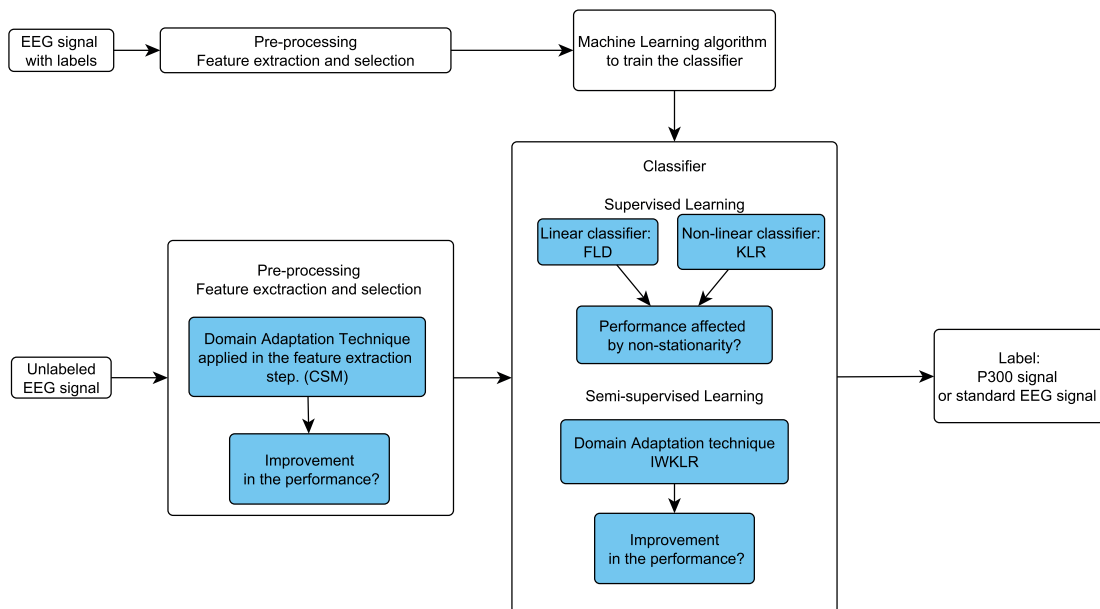 EEG signal
with labels
Pre-processing
Feature extraction and selection
Machine Learning algorithm
to train the classifier
Classifier
Supervised Learning
Linear classifier:
FLD
Non-linear classifier:
KLR
Performance affected
by non-stationarity?
Semi-supervised Learning
Domain Adaptation technique
IWKLR
Improvement
in the performance?
Unlabeled
EEG signal
Pre-processing
Feature exctraction and selection
Domain Adaptation Technique
applied in the feature extraction
step. (CSM)
Improvement
in the performance?
Label:
P300 signal
or standard EEG signal